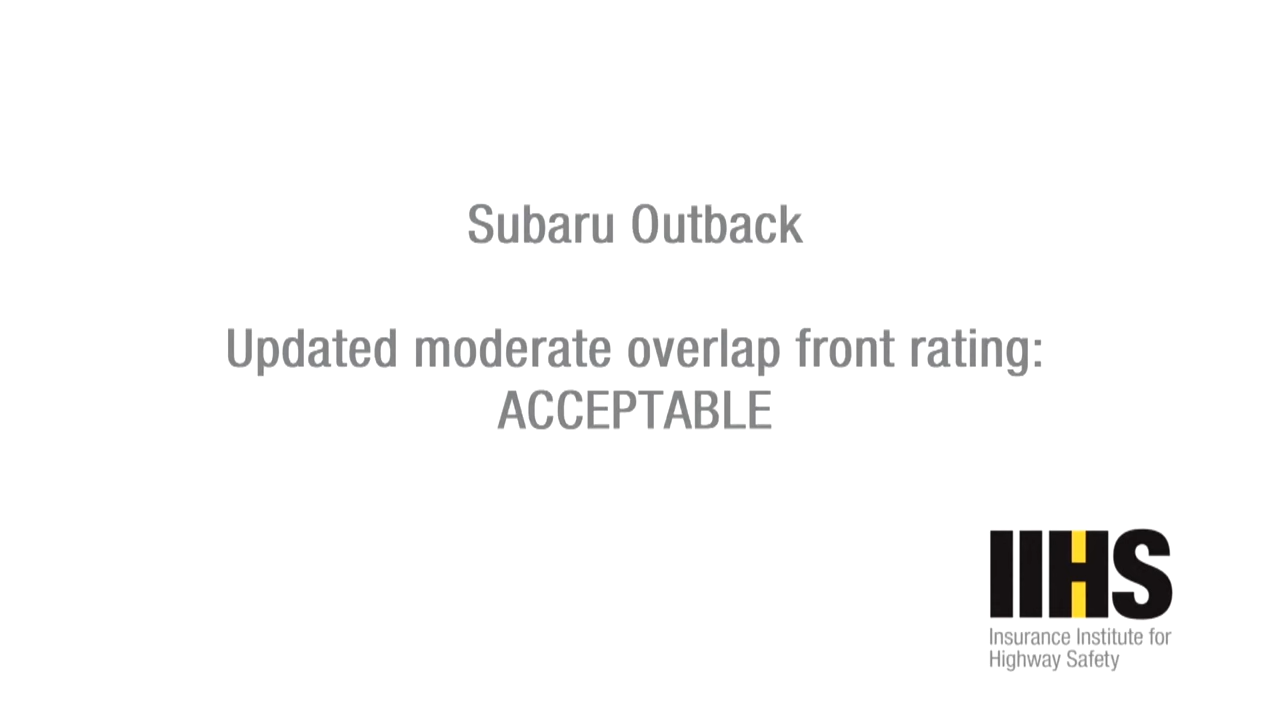 Subaru Outback
Updated moderate overlap front rating:
ACCEPTABLE
IIHS
Insurance Institute for
Highway Safety